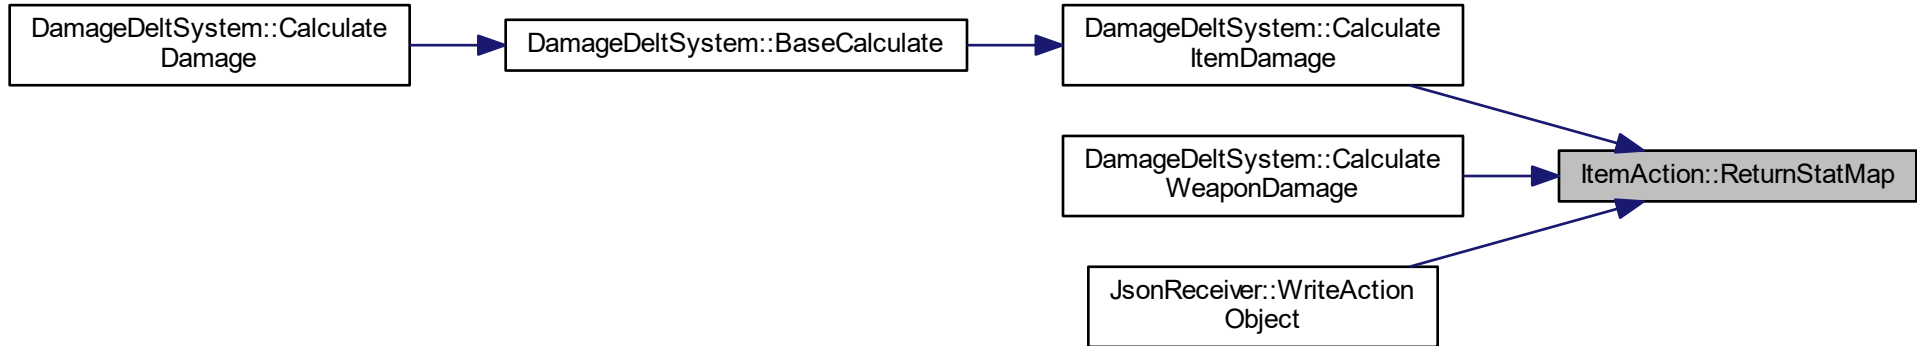 DamageDeltSystem::Calculate
Damage
DamageDeltSystem::BaseCalculate
DamageDeltSystem::Calculate
ItemDamage
DamageDeltSystem::Calculate
WeaponDamage
JsonReceiver::WriteAction
Object
ItemAction::ReturnStatMap